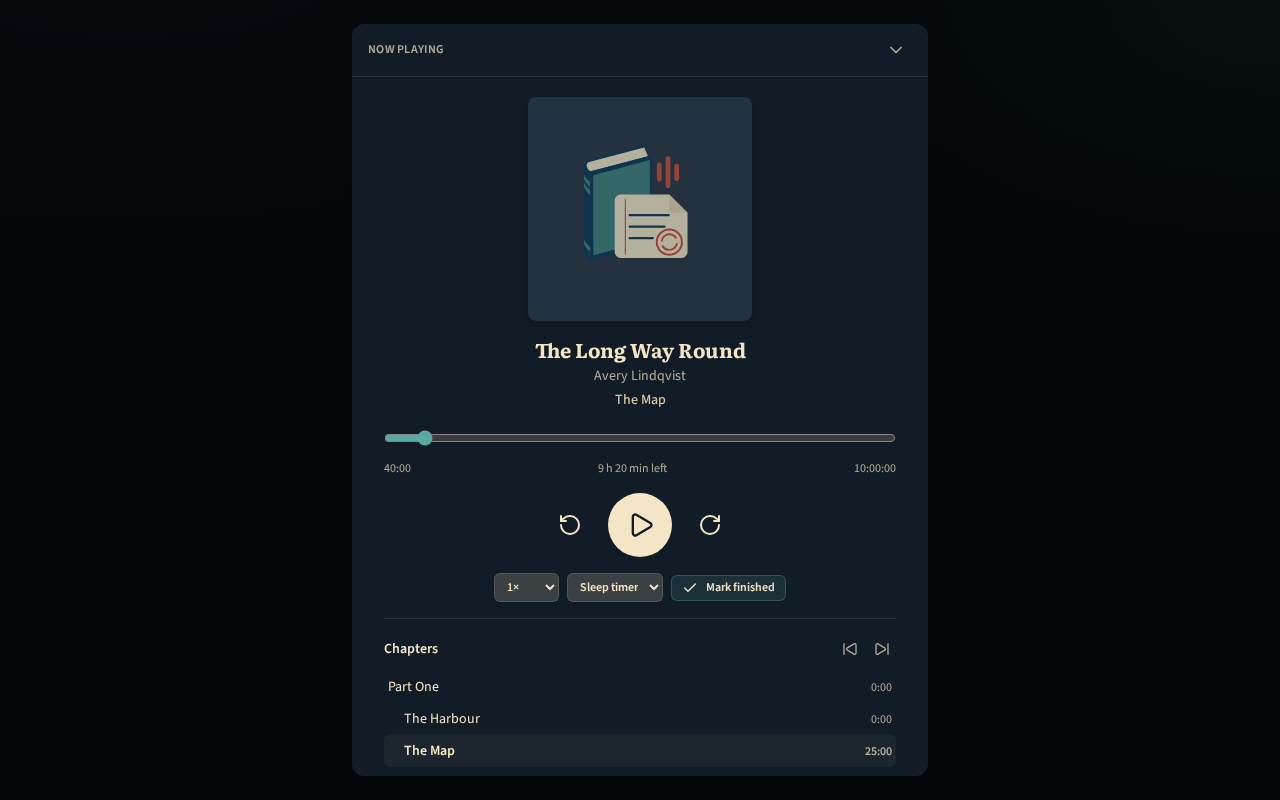 NOW PLAYING
The Long Way Round
Avery Lindqvist
The Map
40:00 9 h 20 min left 10:00:00
1× Sleep timer Mark finished
Chapters
Part One 0:00
The Harbour 0:00
The Map 25:00